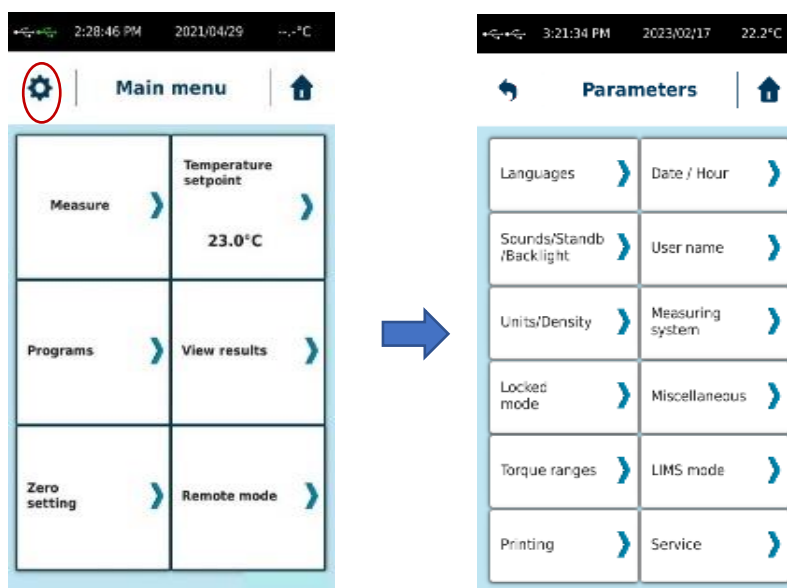 2:28:46 PM 2021/04/29 --.-°C
Main menu
Measure
Temperature
setpoint
23.0°C
Programs
View results
Zero
setting
Remote mode
3:21:34 PM 2023/02/17 22.2°C
Parameters
Languages
Date / Hour
Sounds/Standb
/Backlight
User name
Units/Density
Measuring
system
Locked
mode
Miscellaneous
Torque ranges
LIMS mode
Printing
Service